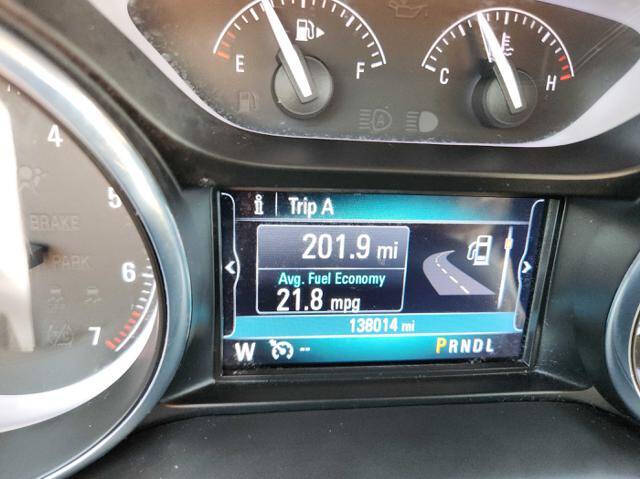 E F
C H
4
5
6
7
BRAKE
PARK
i Trip A
201.9 mi
Avg. Fuel Economy
21.8 mpg
138014 mi
W -- PRNDL